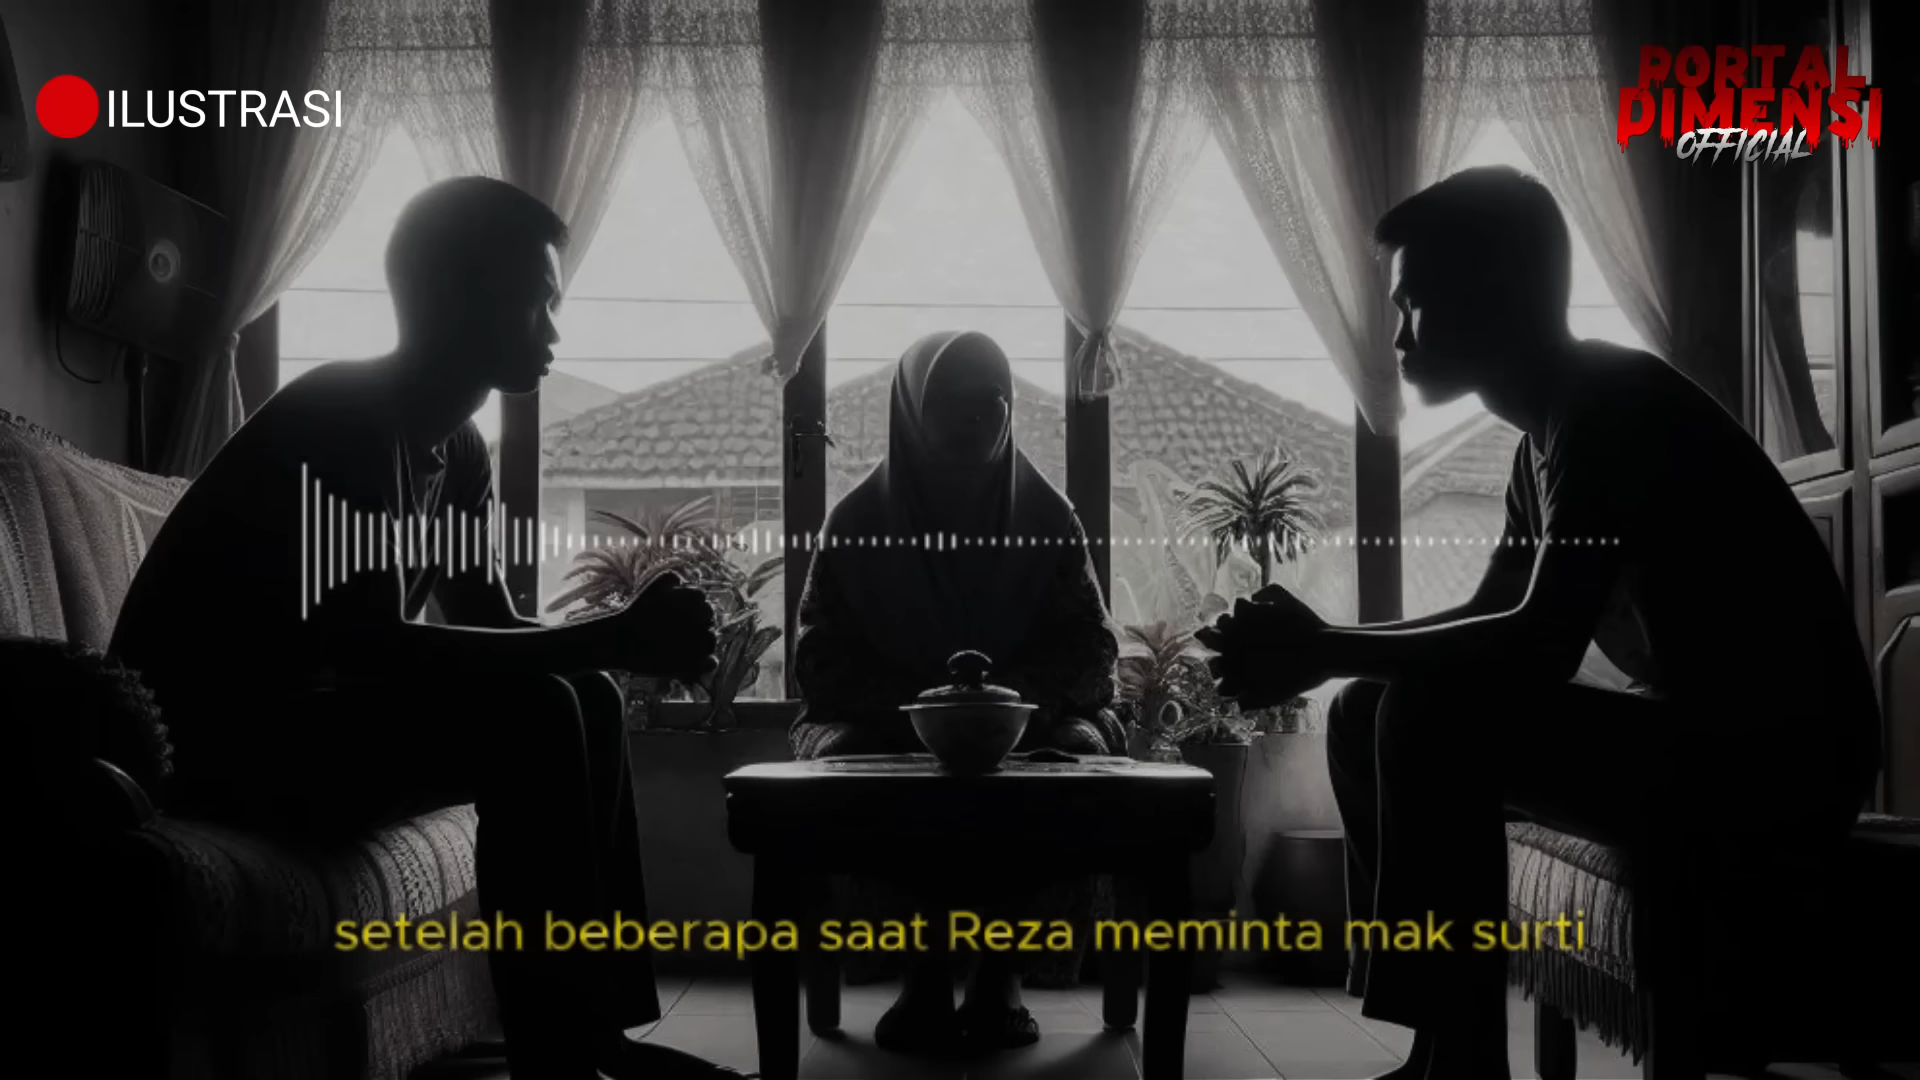 ILUSTRASI
PORTAL
DIMENSI
OFFICIAL
setelah beberapa saat Reza meminta mak surti